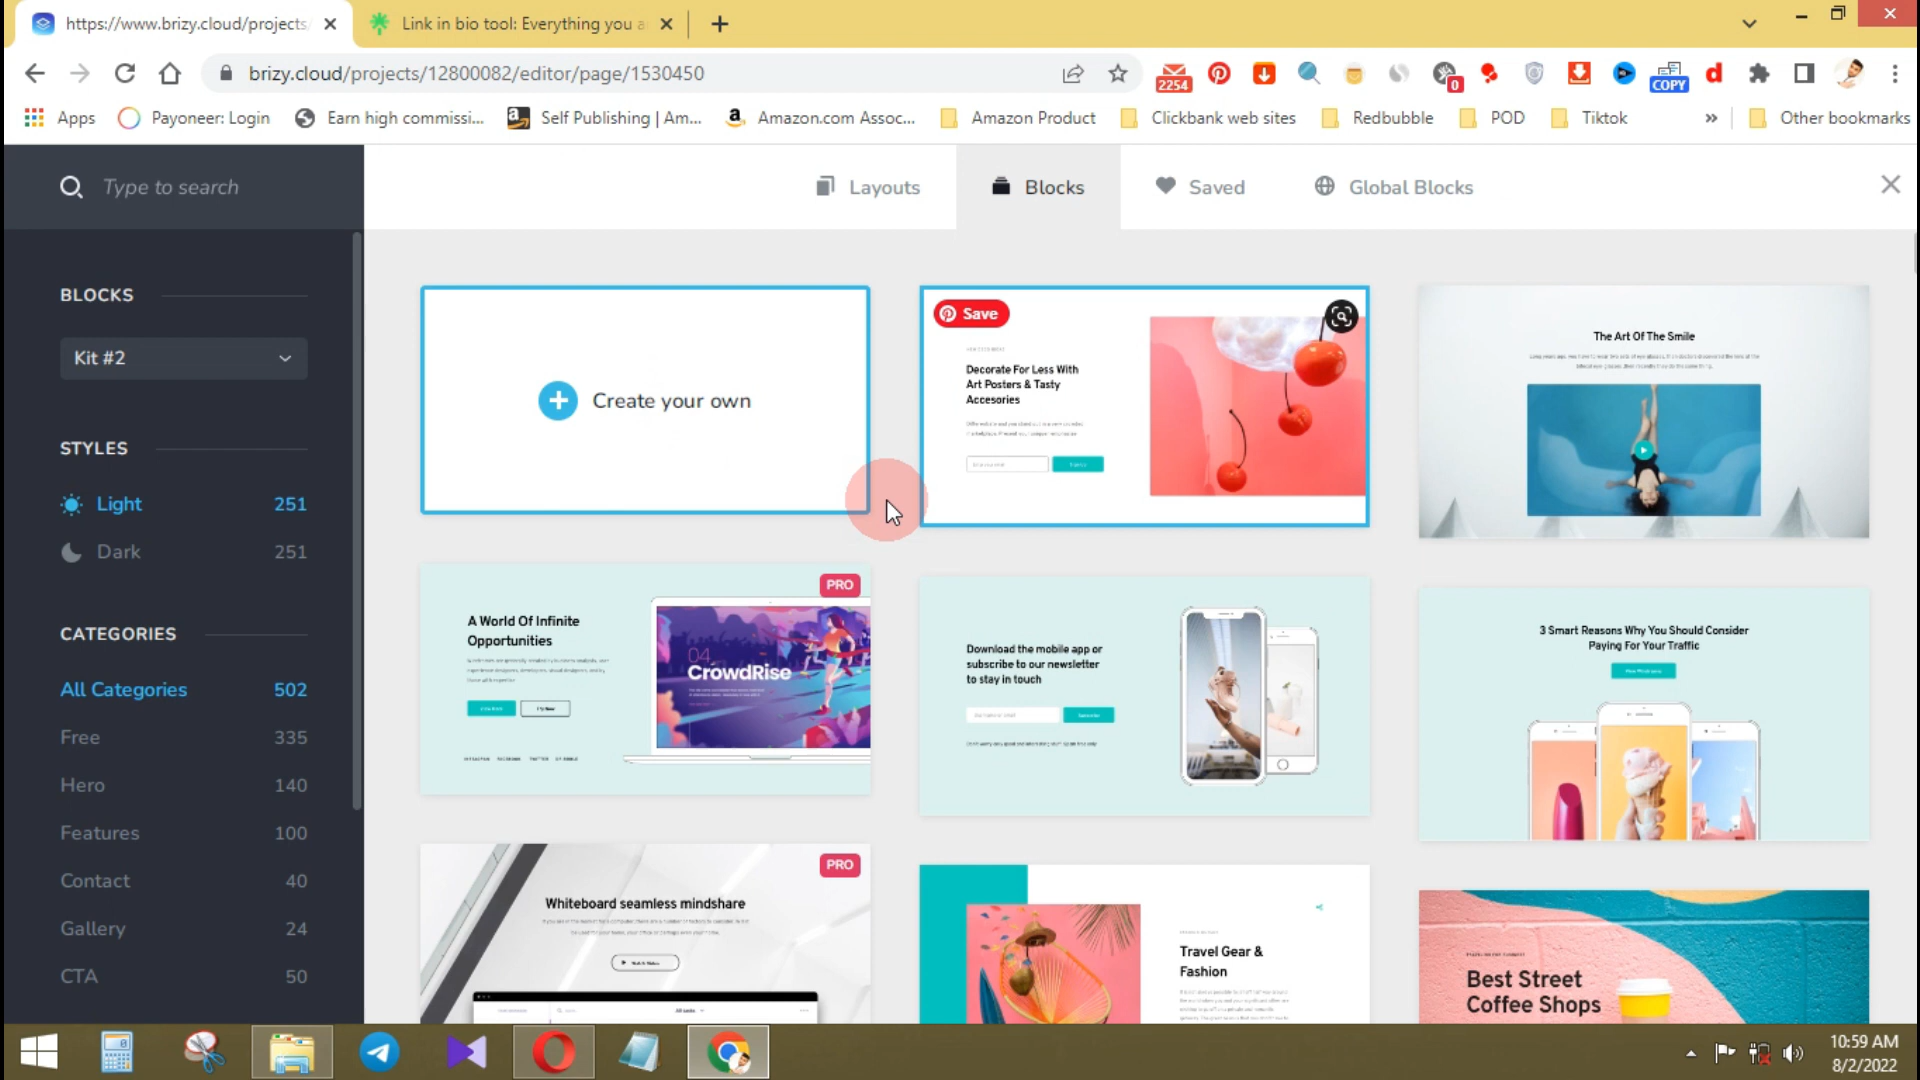 https://www.brizy.cloud/projects/
Link in bio tool: Everything you a
brizy.cloud/projects/12800082/editor/page/1530450
2254
0
COPY
d
Apps
Payoneer: Login
Earn high commissi...
Self Publishing | Am...
Amazon.com Assoc...
Amazon Product
Clickbank web sites
Redbubble
POD
Tiktok
»
Other bookmarks
Type to search
Layouts
Blocks
Saved
Global Blocks
BLOCKS
Kit #2
STYLES
Light 251
Dark 251
CATEGORIES
All Categories 502
Free 335
Hero 140
Features 100
Contact 40
Gallery 24
CTA 50
Create your own
Save
Decorate For Less With
Art Posters & Tasty
Accesories
The Art Of The Smile
PRO
A World Of Infinite
Opportunities
04
CrowdRise
Download the mobile app or
subscribe to our newsletter
to stay in touch
Subscribe
3 Smart Reasons Why You Should Consider
Paying For Your Traffic
PRO
Whiteboard seamless mindshare
Travel Gear &
Fashion
Best Street
Coffee Shops
10:59 AM
8/2/2022